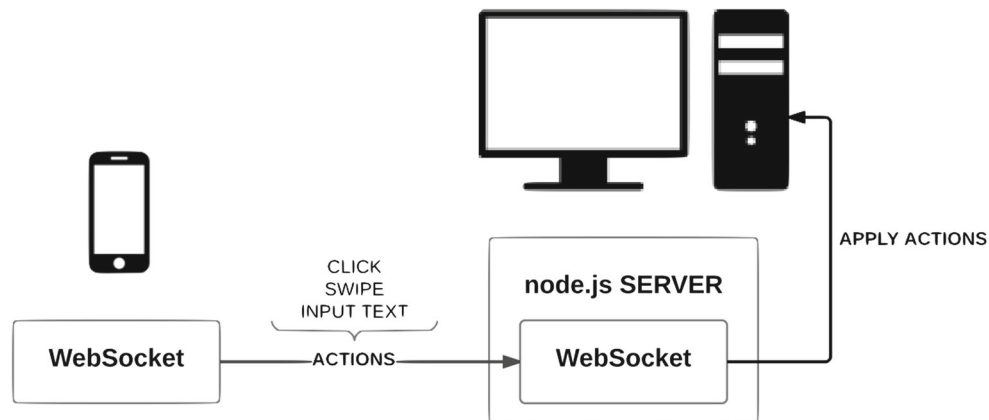 APPLY ACTIONS
CLICK
SWIPE
INPUT TEXT
node.js SERVER
WebSocket
ACTIONS
WebSocket